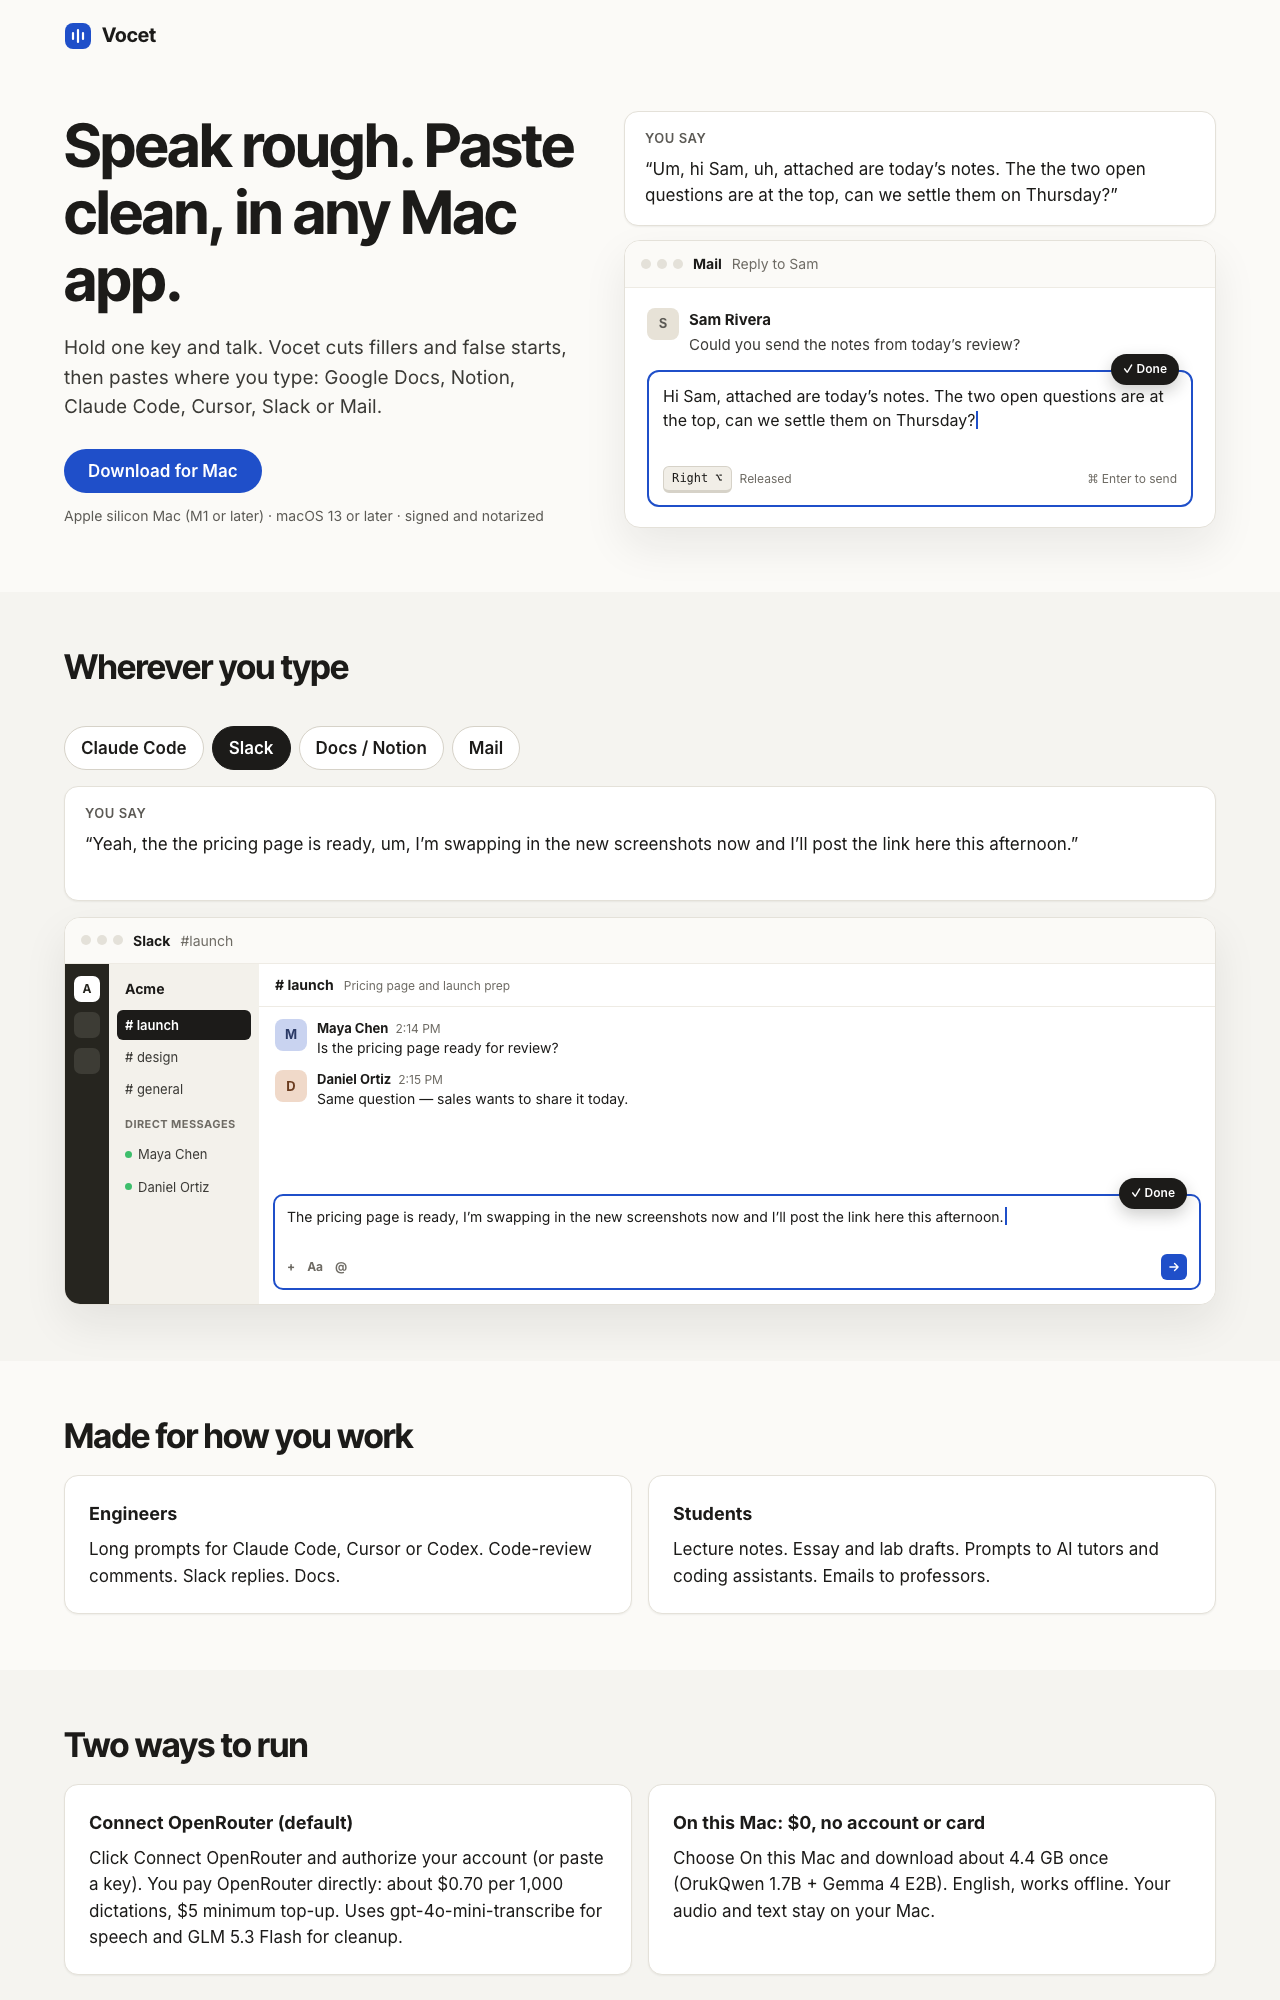 Vocet
Speak rough. Paste
clean, in any Mac
app.
Hold one key and talk. Vocet cuts fillers and false starts,
then pastes where you type: Google Docs, Notion,
Claude Code, Cursor, Slack or Mail.
Download for Mac
Apple silicon Mac (M1 or later) · macOS 13 or later · signed and notarized
YOU SAY
“Um, hi Sam, uh, attached are today’s notes. The the two open
questions are at the top, can we settle them on Thursday?”
Mail Reply to Sam
S
Sam Rivera
Could you send the notes from today’s review?
✓ Done
Hi Sam, attached are today’s notes. The two open questions are at
the top, can we settle them on Thursday?
Right ⌥ Released ⌘ Enter to send
Wherever you type
Claude Code Slack Docs / Notion Mail
YOU SAY
“Yeah, the the pricing page is ready, um, I’m swapping in the new screenshots now and I’ll post the link here this afternoon.”
Slack #launch
A
Acme
# launch
# design
# general
DIRECT MESSAGES
Maya Chen
Daniel Ortiz
# launch Pricing page and launch prep
M
Maya Chen 2:14 PM
Is the pricing page ready for review?
D
Daniel Ortiz 2:15 PM
Same question — sales wants to share it today.
✓ Done
The pricing page is ready, I’m swapping in the new screenshots now and I’ll post the link here this afternoon.
+ Aa @ →
Made for how you work
Engineers
Long prompts for Claude Code, Cursor or Codex. Code-review
comments. Slack replies. Docs.
Students
Lecture notes. Essay and lab drafts. Prompts to AI tutors and
coding assistants. Emails to professors.
Two ways to run
Connect OpenRouter (default)
Click Connect OpenRouter and authorize your account (or paste
a key). You pay OpenRouter directly: about $0.70 per 1,000
dictations, $5 minimum top-up. Uses gpt-4o-mini-transcribe for
speech and GLM 5.3 Flash for cleanup.
On this Mac: $0, no account or card
Choose On this Mac and download about 4.4 GB once
(OrukQwen 1.7B + Gemma 4 E2B). English, works offline. Your
audio and text stay on your Mac.